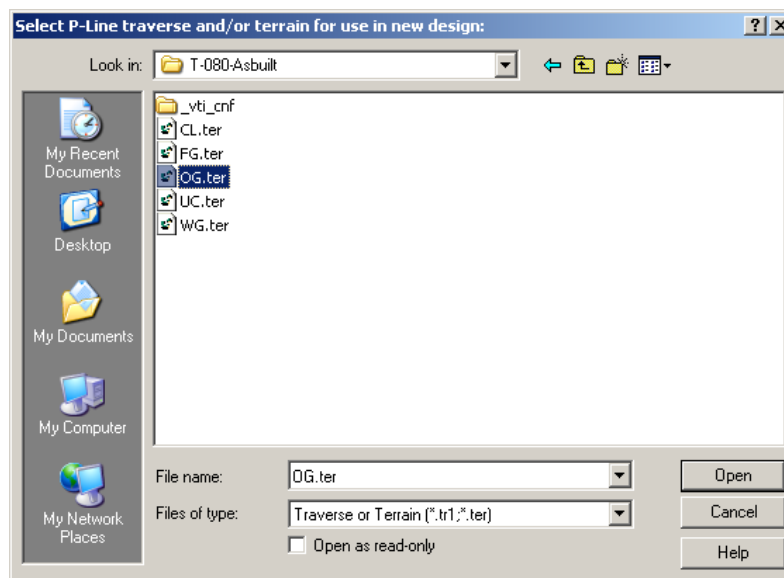 Select P-Line traverse and/or terrain for use in new design:
Look in: T-080-Asbuilt
My Recent
Documents
Desktop
My Documents
My Computer
My Network
Places
_vti_cnf
CL.ter
FG.ter
OG.ter
UC.ter
WG.ter
File name: OG.ter Open
Files of type: Traverse or Terrain (*.tr1;*.ter) Cancel
Open as read-only Help